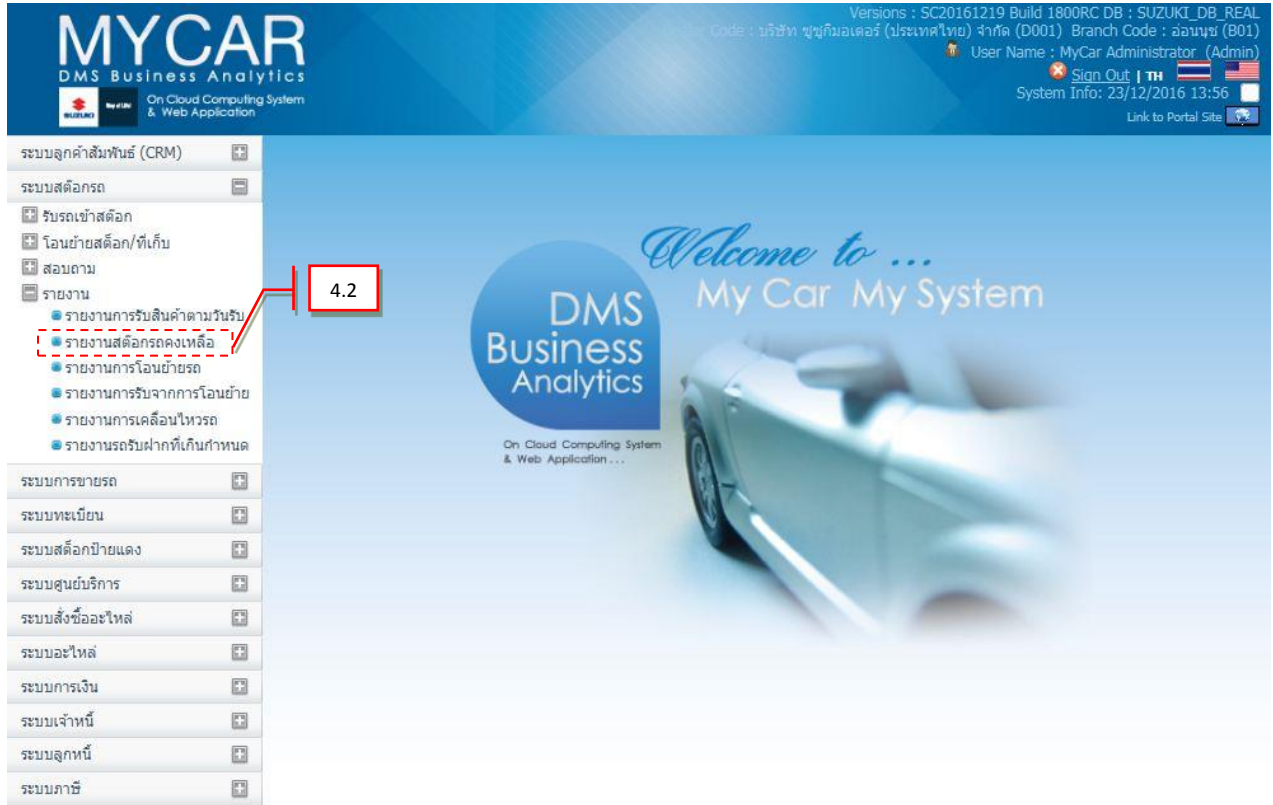 MYCAR
DMS Business Analytics
On Cloud Computing System
& Web Application
SUZUKI
Way of Life!
Versions : SC20161219 Build 1800RC DB : SUZUKI_DB_REAL
Code : บริษัท ซูซูกิมอเตอร์ (ประเทศไทย) จำกัด (D001) Branch Code : อ่อนนุช (B01)
User Name : MyCar Administrator (Admin)
Sign Out | TH
System Info: 23/12/2016 13:56
Link to Portal Site
ระบบลูกค้าสัมพันธ์ (CRM)
ระบบสต๊อกรถ
รับรถเข้าสต๊อก
โอนย้ายสต็อก/ที่เก็บ
สอบถาม
รายงาน
รายงานการรับสินค้าตามวันรับ
รายงานสต๊อกรถคงเหลือ
รายงานการโอนย้ายรถ
รายงานการรับจากการโอนย้าย
รายงานการเคลื่อนไหวรถ
รายงานรถรับฝากที่เกินกำหนด
4.2
ระบบการขายรถ
ระบบทะเบียน
ระบบสต็อกป้ายแดง
ระบบศูนย์บริการ
ระบบสั่งซื้ออะไหล่
ระบบอะไหล่
ระบบการเงิน
ระบบเจ้าหนี้
ระบบลูกหนี้
ระบบภาษี
Welcome to ...
My Car My System
DMS
Business
Analytics
On Cloud Computing System
& Web Application ...